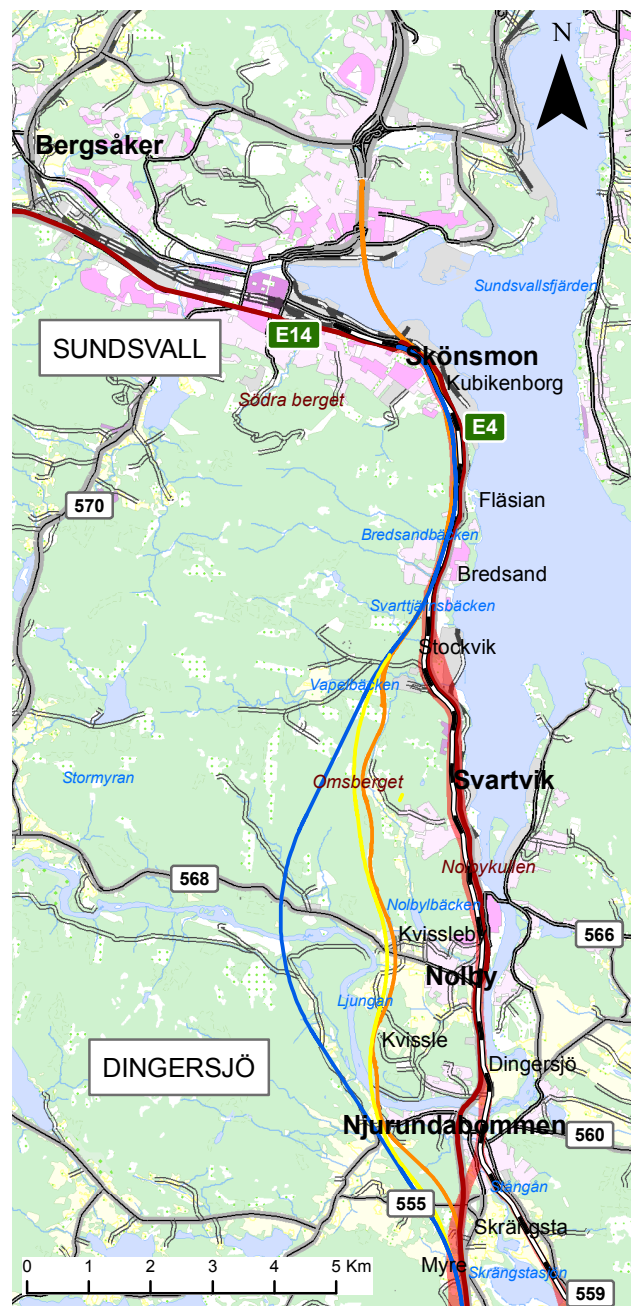 N
Bergsåker
Sundsvallsfjärden
E14
SUNDSVALL
Skönsmon
Kubikenborg
Södra berget
E4
570
Fläsian
Bredsandbäcken
Bredsand
Svarttjärnsbäcken
Stockvik
Vapelbäcken
Stormyran
Omsberget
Svartvik
Nolbykullen
568
Nolbylbäcken
566
Kvissleby
Nolby
Ljungan
Kvissle
DINGERSJÖ
Dingersjö
Njurundabommen
560
Stångån
555
Skrängsta
Myre
Skrängstasjön
0 1 2 3 4 5 Km
559